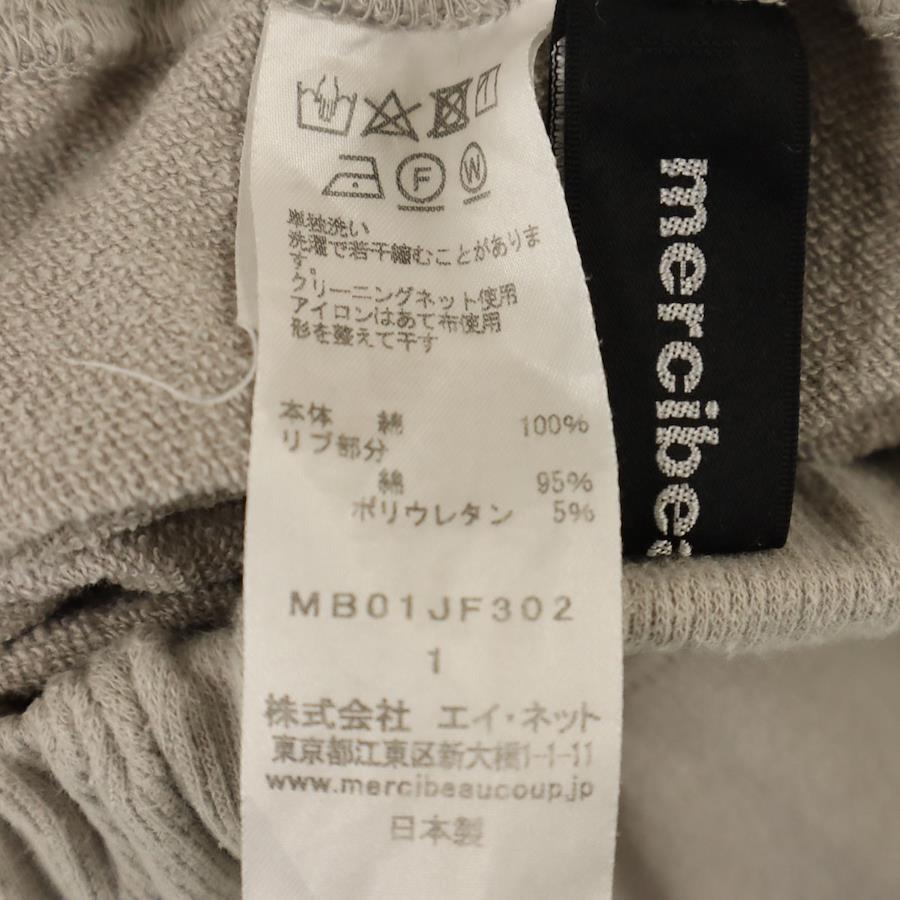 F
W
単独洗い
洗濯で若干縮むことがありま
す。
クリーニングネット使用
アイロンはあて布使用
形を整えて干す
本体 綿 100%
リブ部分
綿 95%
ポリウレタン 5%
MB01JF302
1
株式会社 エイ・ネット
東京都江東区新大橋1-1-11
www.mercibeaucoup.jp
日本製
mercibe